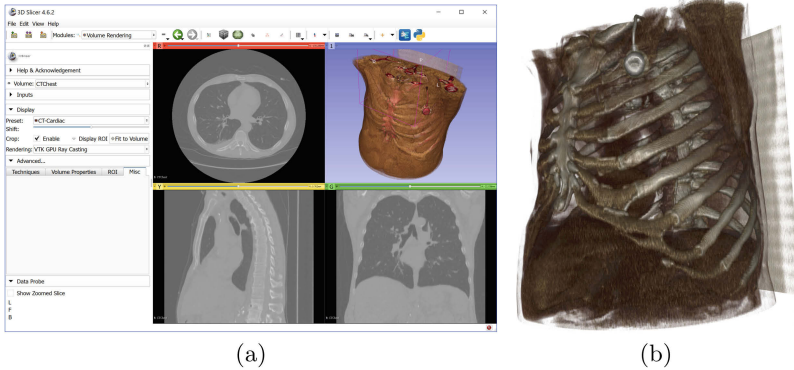 3D Slicer 4.6.2
File Edit View Help
Modules: Volume Rendering
Help & Acknowledgement
Volume: CTChest
Inputs
Display
Preset: CT-Cardac
Shift:
Crop: Enable Display ROI Fit to Volume
Rendering: VTK GPU Ray Casting
Advanced...
Techniques Volume Properties ROI Misc
Data Probe
Show Zoomed Slice
L
F
B
R
1
Y
G
(a)
(b)